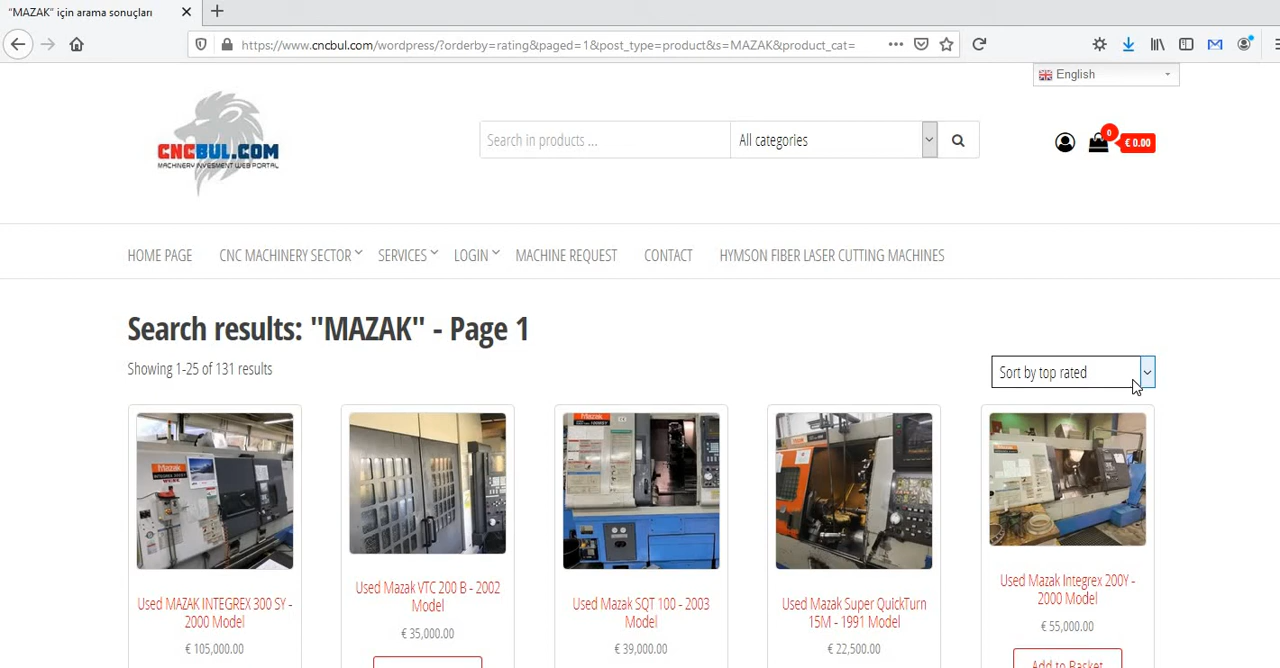 "MAZAK" için arama sonuçları
https://www.cncbul.com/wordpress/?orderby=rating&paged=1&post_type=product&s=MAZAK&product_cat=
English
CNCBUL.COM
MACHINERY INVESMENT WEB PORTAL
Search in products ...
All categories
0
€ 0.00
HOME PAGE
CNC MACHINERY SECTOR
SERVICES
LOGIN
MACHINE REQUEST
CONTACT
HYMSON FIBER LASER CUTTING MACHINES
Search results: "MAZAK" - Page 1
Showing 1-25 of 131 results
Sort by top rated
Mazak
Mazak
Mazak
Used MAZAK INTEGREX 300 SY -
2000 Model
€ 105,000.00
Used Mazak VTC 200 B - 2002
Model
€ 35,000.00
Used Mazak SQT 100 - 2003
Model
€ 39,000.00
Used Mazak Super QuickTurn
15M - 1991 Model
€ 22,500.00
Used Mazak Integrex 200Y -
2000 Model
€ 55,000.00
Add to Basket